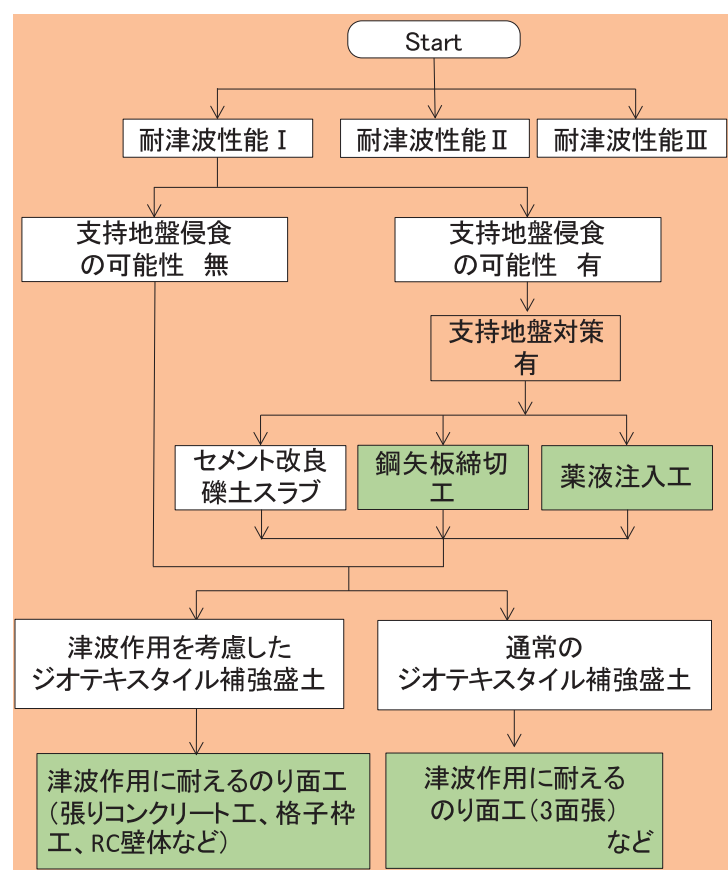 Start
耐津波性能Ⅰ
耐津波性能Ⅱ
耐津波性能Ⅲ
支持地盤侵食
の可能性 無
支持地盤侵食
の可能性 有
支持地盤対策
有
セメント改良
礫土スラブ
鋼矢板締切
工
薬液注入工
津波作用を考慮した
ジオテキスタイル補強盛土
通常の
ジオテキスタイル補強盛土
津波作用に耐えるのり面工
(張りコンクリート工、格子枠
工、RC壁体など)
津波作用に耐える
のり面工(3面張)
など